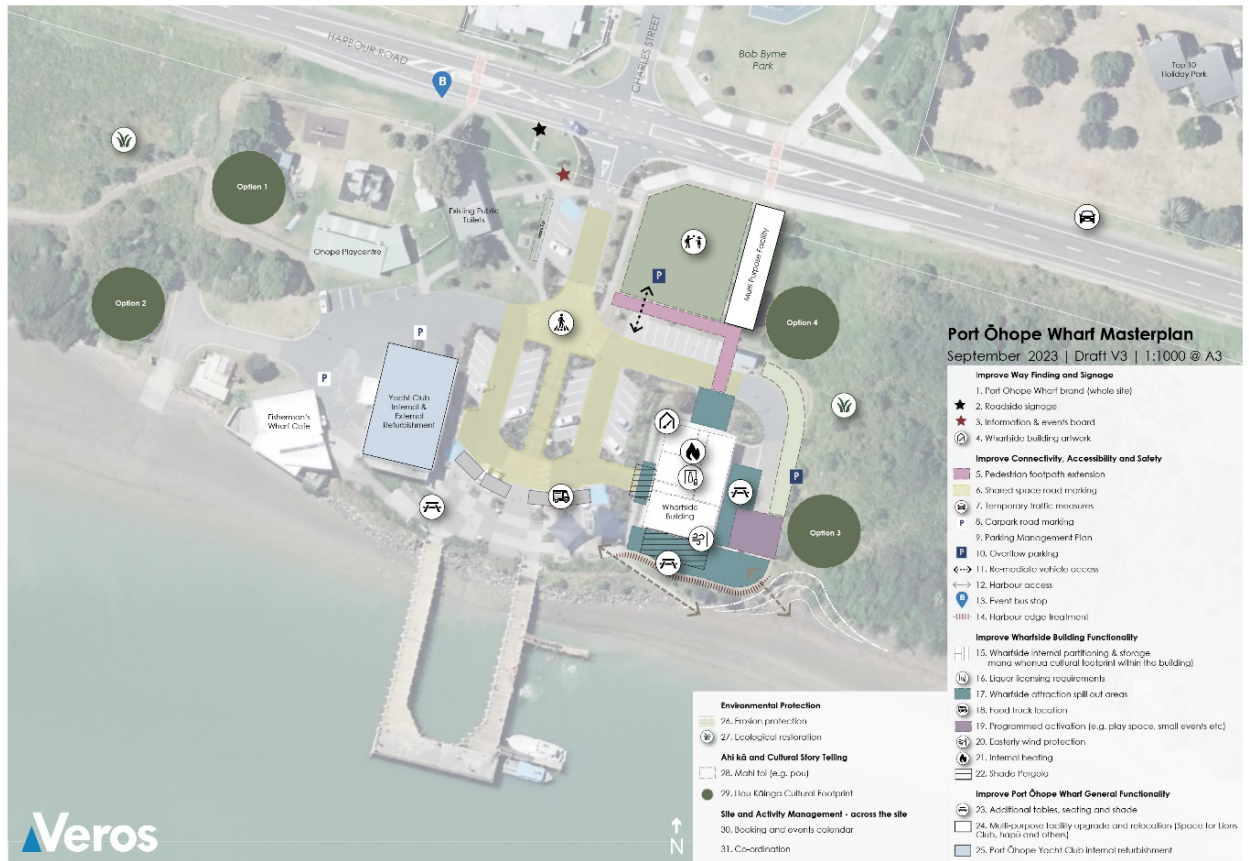 HARBOUR ROAD
CHARLES STREET
Bob Byrne
Park
Top 10
Holiday Park
B
Option 1
Existing Public
Toilets
Ohope Playcentre
Option 2
P
P
P
Multi Purpose Facility
Option 4
Yacht Club
Internal &
External
Refurbishment
Fisherman's
Wharf Cafe
P
Wharfside
Building
Option 3
Port Ōhope Wharf Masterplan
September 2023 | Draft V3 | 1:1000 @ A3
Improve Way Finding and Signage
1. Port Ohope Wharf brand (whole site)
2. Roadside signage
3. Information & events board
4. Wharfside building artwork
Improve Connectivity, Accessibility and Safety
5. Pedestrian footpath extension
6. Shared space road marking
7. Temporary traffic measures
P 8. Carpark road marking
9. Parking Management Plan
P 10. Overflow parking
11. Re-mediate vehicle access
12. Harbour access
B 13. Event bus stop
14. Harbour edge treatment
Improve Wharfside Building Functionality
15. Wharfside internal partitioning & storage
mana whenua cultural footprint within the building)
16. Liquor licensing requirements
17. Wharfside attraction spill out areas
18. Food truck location
19. Programmed activation (e.g. play space, small events etc)
20. Easterly wind protection
21. Internal heating
22. Shade Pergola
Improve Port Ōhope Wharf General Functionality
23. Additional tables, seating and shade
24. Multi-purpose facility upgrade and relocation (Space for Lions
Club, hapū and others)
25. Port Ōhope Yacht Club internal refurbishment
Environmental Protection
26. Erosion protection
27. Ecological restoration
Ahi kā and Cultural Story Telling
28. Mahi toi (e.g. pou)
29. Hau Kāinga Cultural Footprint
Site and Activity Management - across the site
30. Booking and events calendar
31. Co-ordination
N
Veros